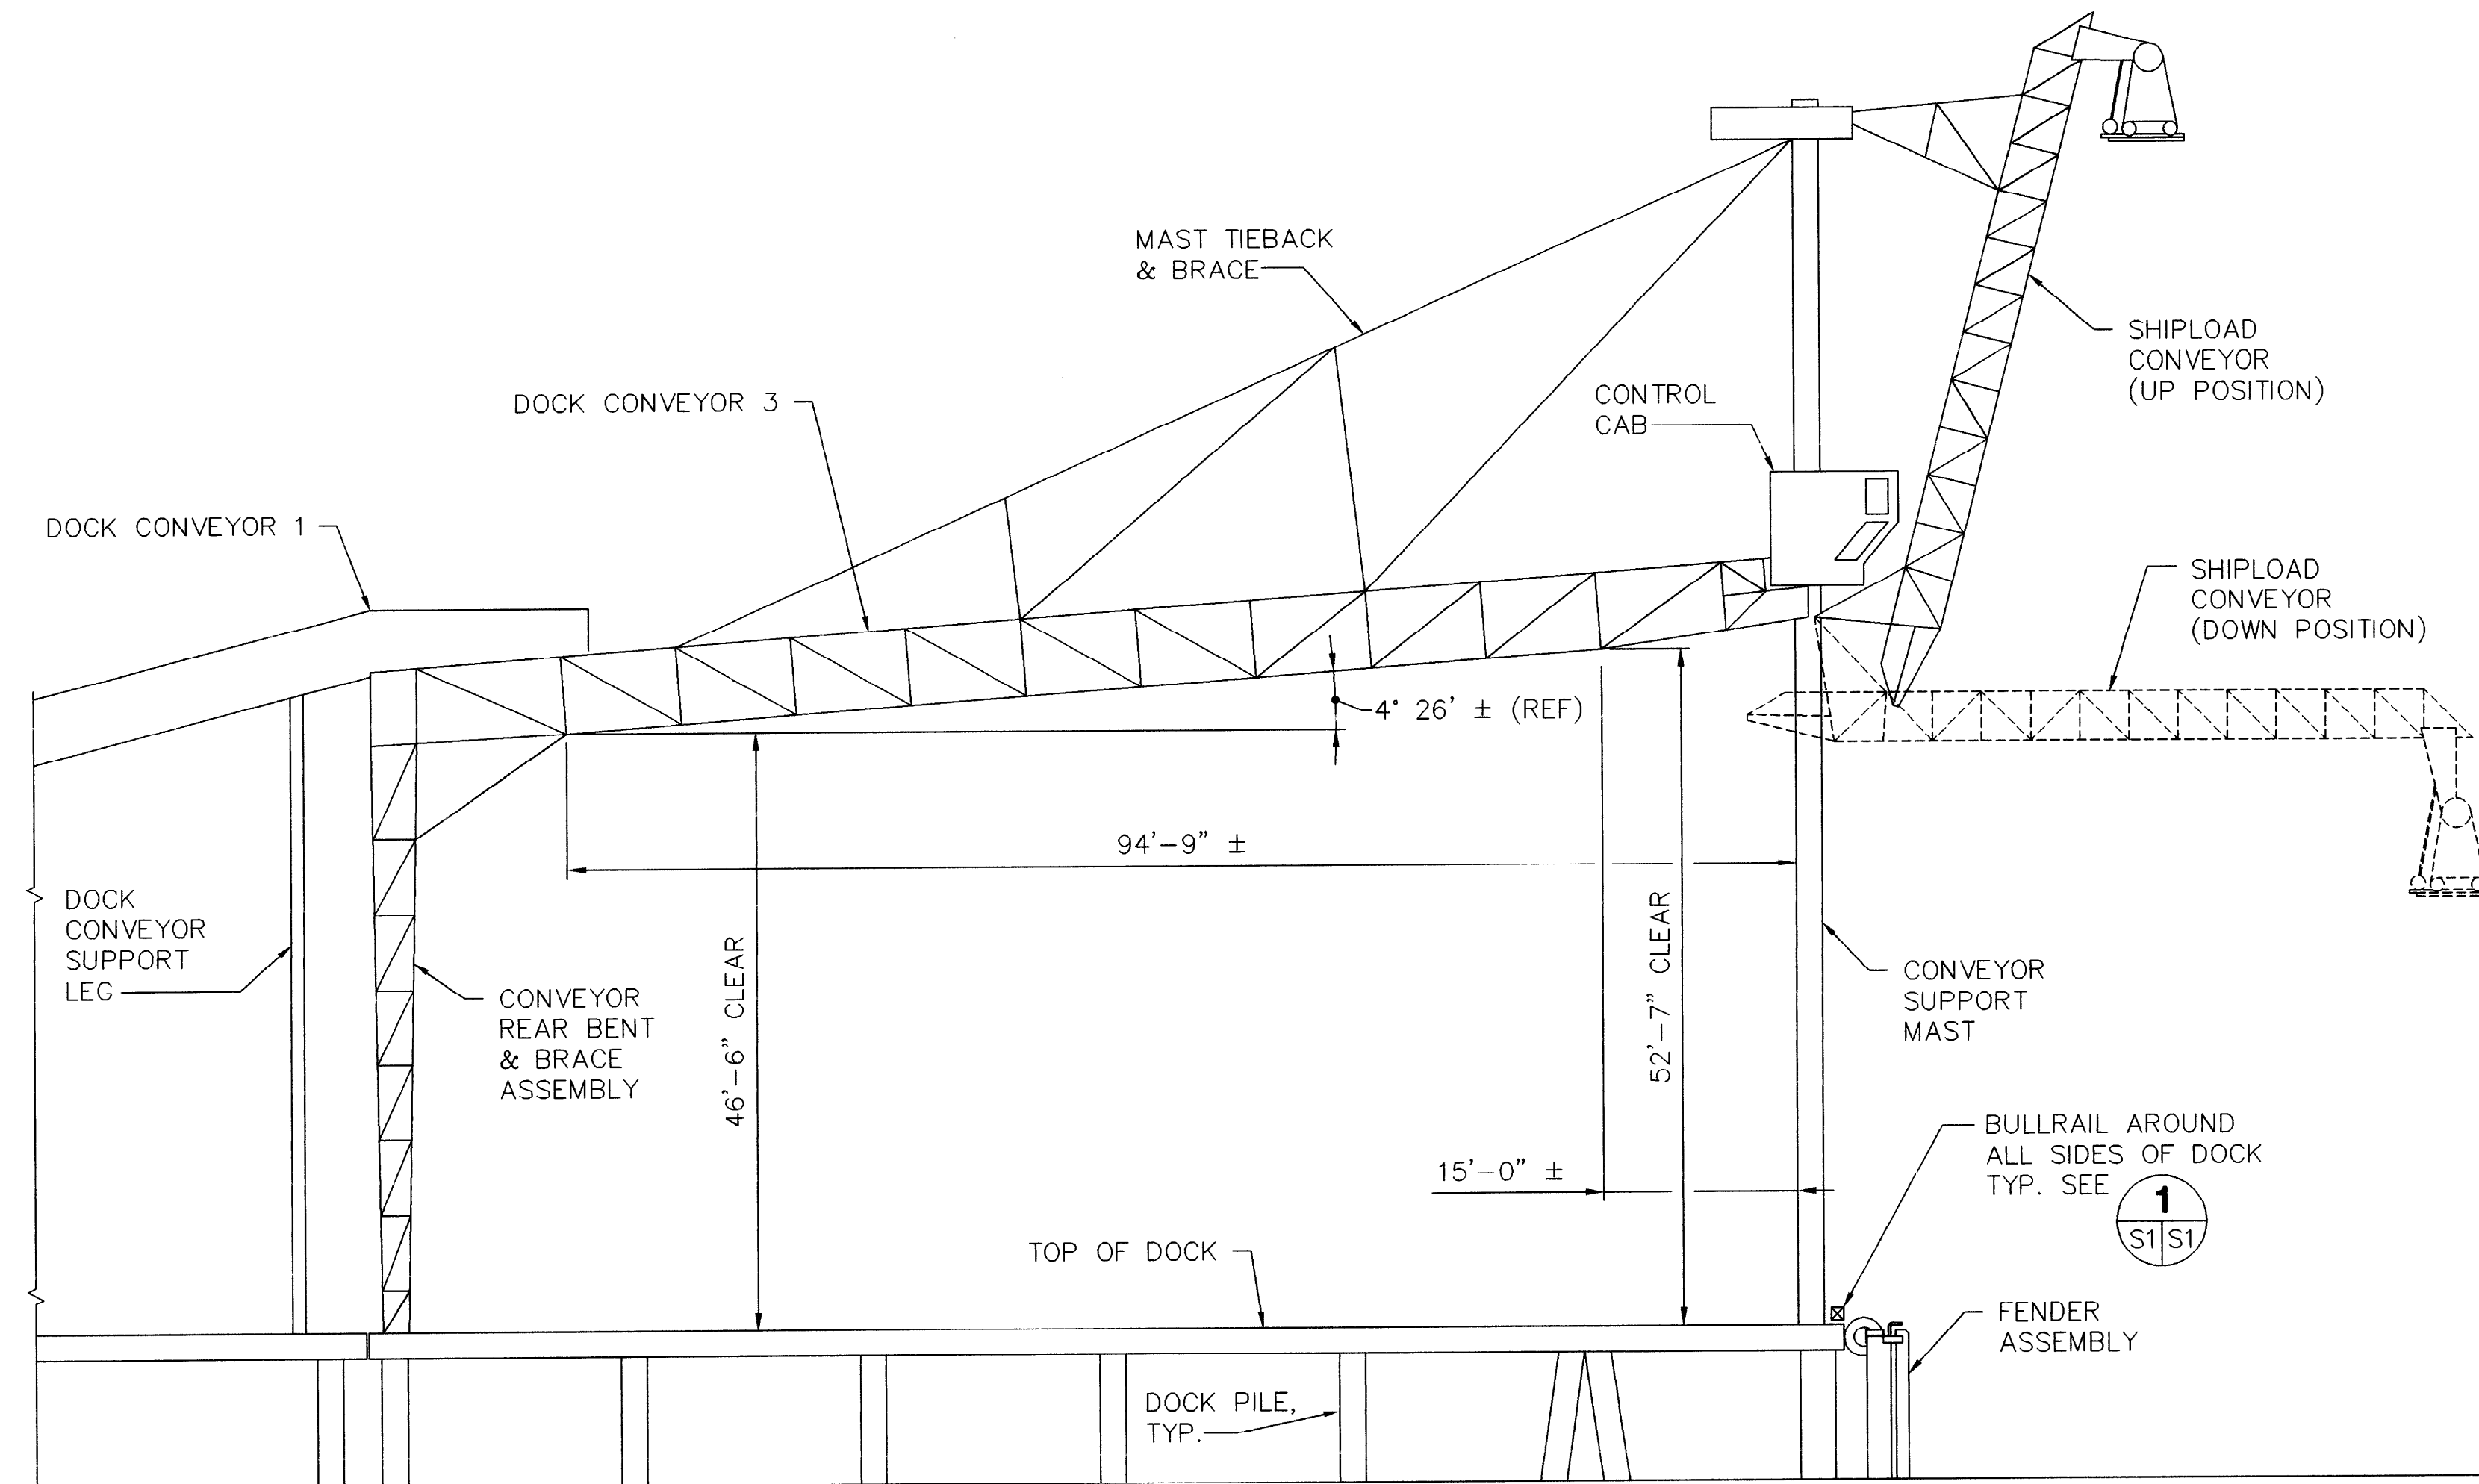 MAST TIEBACK
& BRACE
SHIPLOAD
CONVEYOR
(UP POSITION)
DOCK CONVEYOR 3
CONTROL
CAB
DOCK CONVEYOR 1
SHIPLOAD
CONVEYOR
(DOWN POSITION)
4° 26' ± (REF)
94'-9" ±
DOCK
CONVEYOR
SUPPORT
LEG
CONVEYOR
REAR BENT
& BRACE
ASSEMBLY
46'-6" CLEAR
52'-7" CLEAR
CONVEYOR
SUPPORT
MAST
15'-0" ±
BULLRAIL AROUND
ALL SIDES OF DOCK
TYP. SEE
1
S1 S1
TOP OF DOCK
FENDER
ASSEMBLY
DOCK PILE,
TYP.